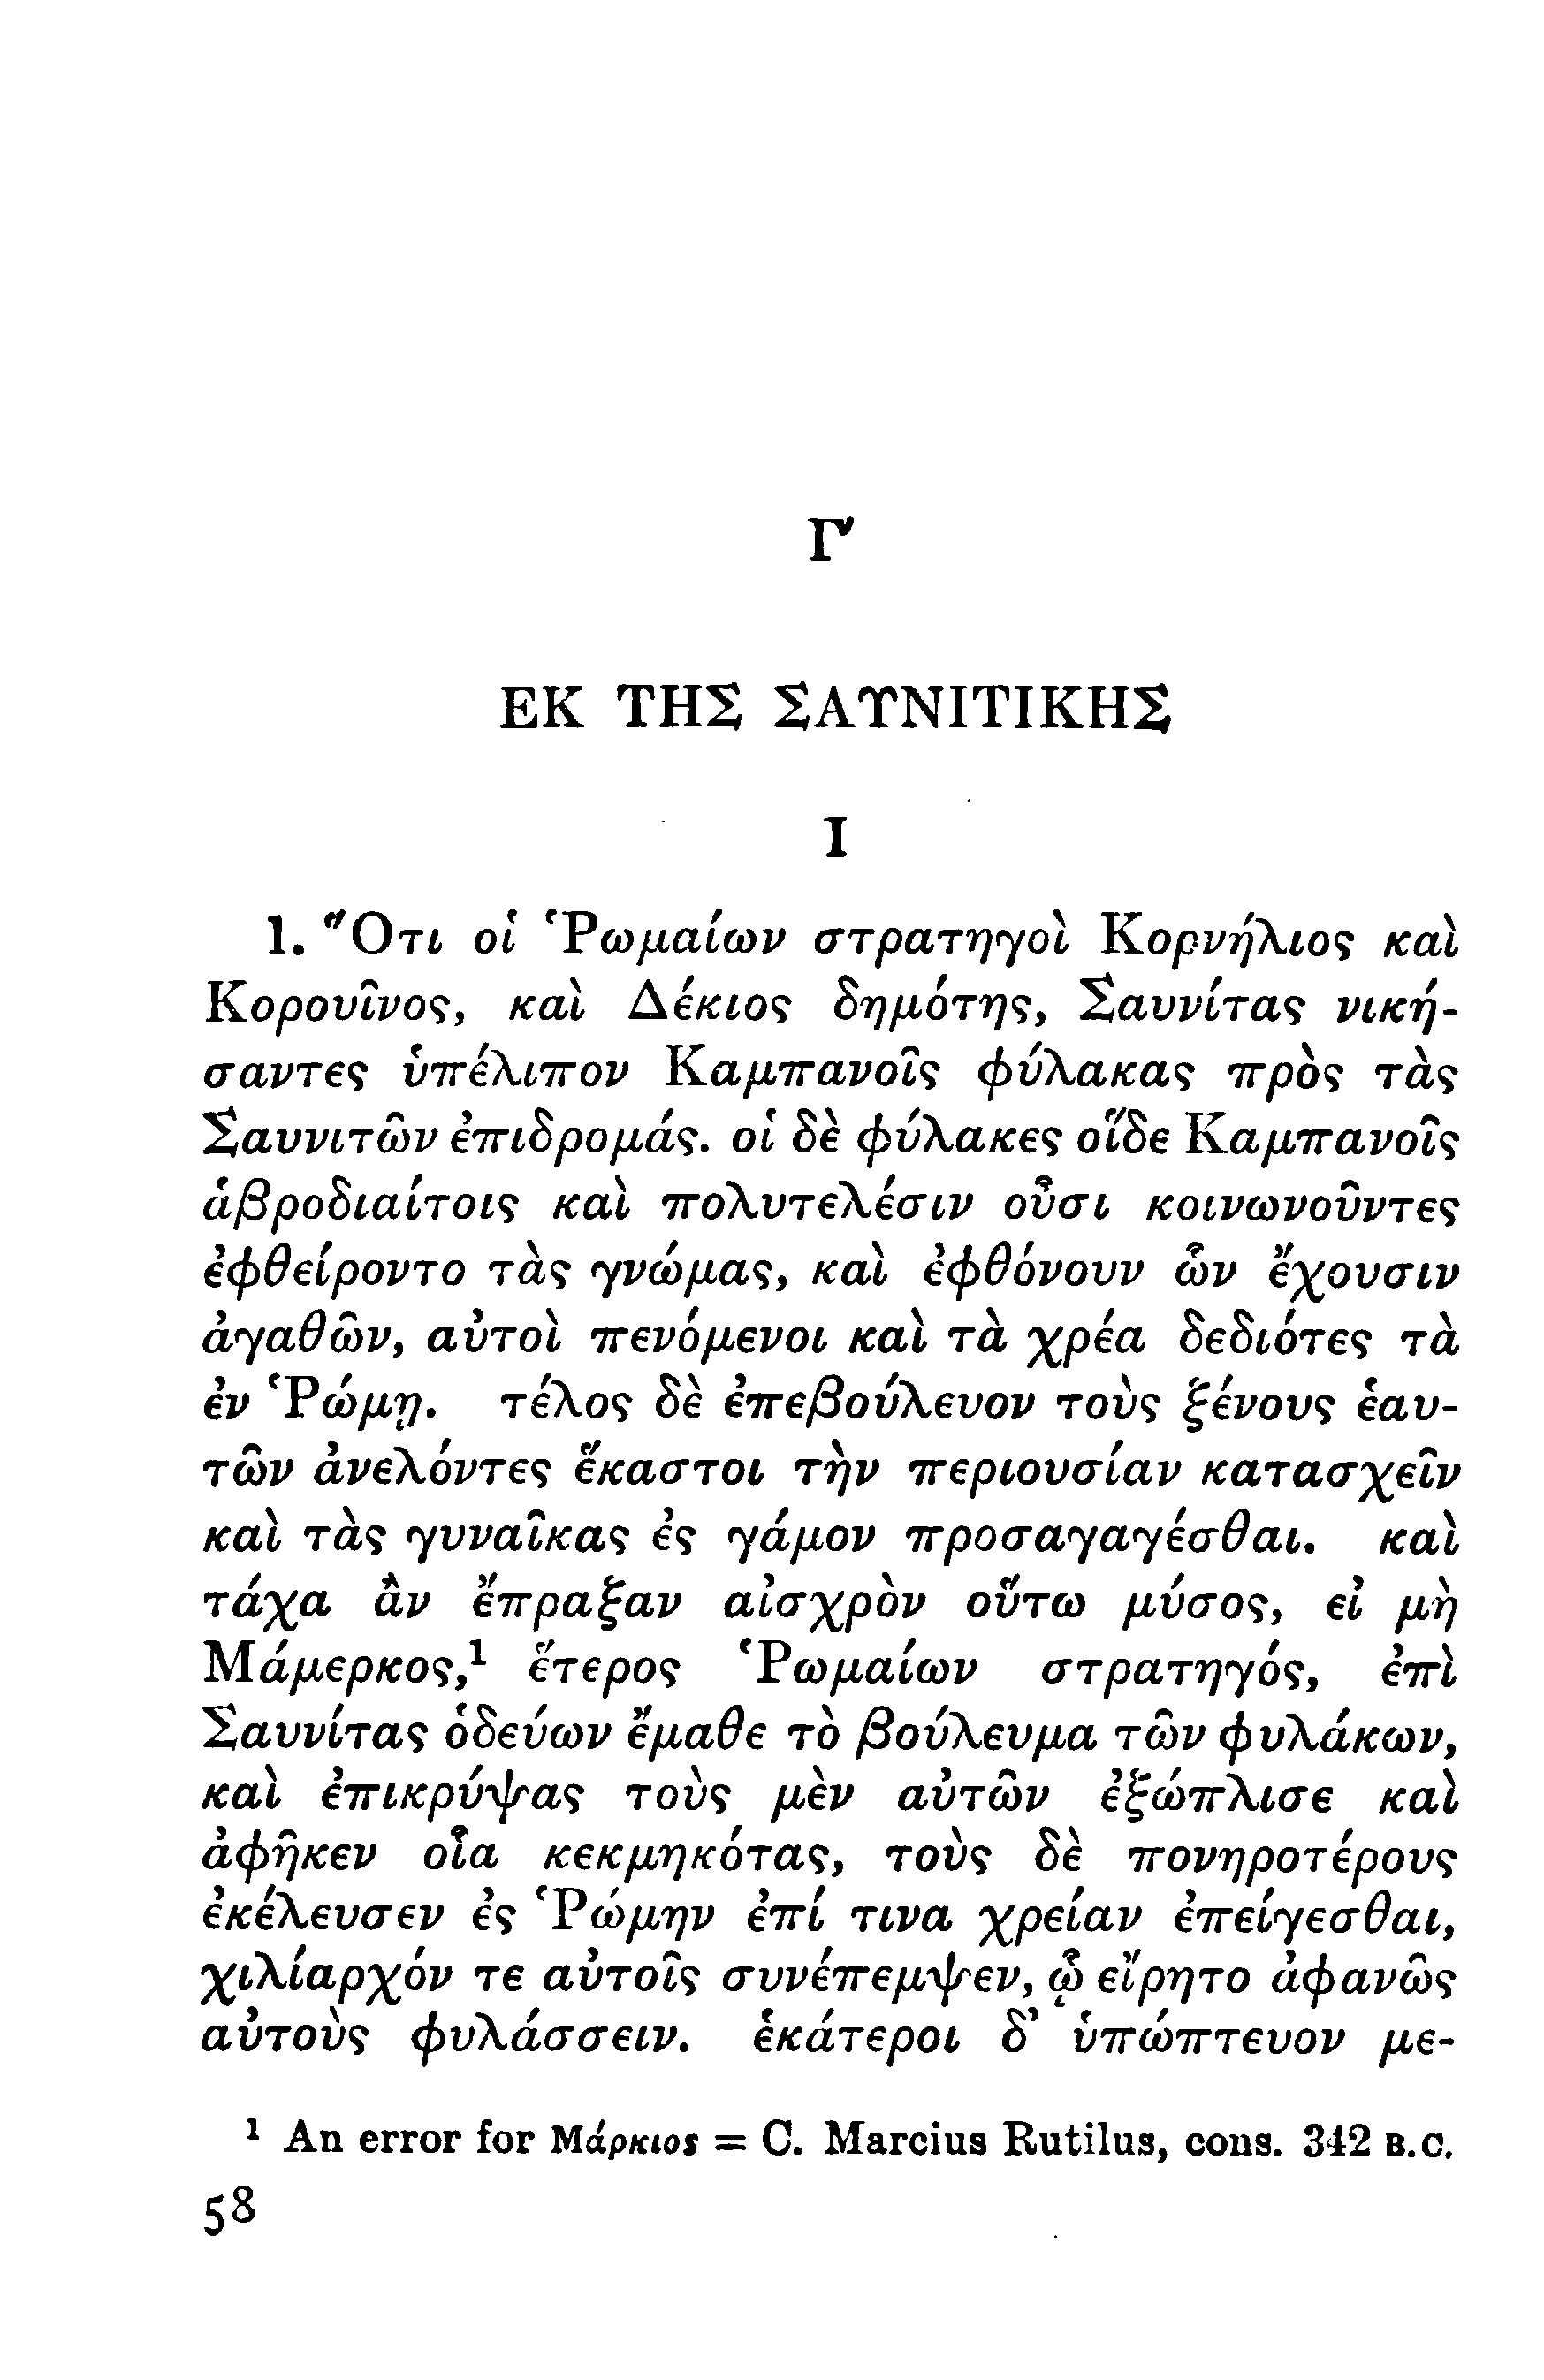 Γ′
ΕΚ ΤΗΣ ΣΑΥΝΙΤΙΚΗΣ
I
1. Ὅτι οἱ Ῥωμαίων στρατηγοὶ Κορνήλιος καὶ
Κορουῖνος, καὶ Δέκιος δημότης, Σαυνίτας νική-
σαντες ὑπέλιπον Καμπανοῖς φύλακας πρὸς τὰς
Σαυνιτῶν ἐπιδρομάς. οἱ δὲ φύλακες οἵδε Καμπανοῖς
ἁβροδιαίτοις καὶ πολυτελέσιν οὖσι κοινωνοῦντες
ἐφθείροντο τὰς γνώμας, καὶ ἐφθόνουν ὧν ἔχουσιν
ἀγαθῶν, αὐτοὶ πενόμενοι καὶ τὰ χρέα δεδιότες τὰ
ἐν Ῥώμῃ. τέλος δὲ ἐπεβούλευον τοὺς ξένους ἑαυ-
τῶν ἀνελόντες ἕκαστοι τὴν περιουσίαν κατασχεῖν
καὶ τὰς γυναῖκας ἐς γάμον προσαγαγέσθαι. καὶ
τάχα ἂν ἔπραξαν αἰσχρὸν οὕτω μύσος, εἰ μὴ
Μάμερκος,¹ ἕτερος Ῥωμαίων στρατηγός, ἐπὶ
Σαυνίτας ὁδεύων ἔμαθε τὸ βούλευμα τῶν φυλάκων,
καὶ ἐπικρύψας τοὺς μὲν αὐτῶν ἐξώπλισε καὶ
ἀφῆκεν οἷα κεκμηκότας, τοὺς δὲ πονηροτέρους
ἐκέλευσεν ἐς Ῥώμην ἐπί τινα χρείαν ἐπείγεσθαι,
χιλίαρχόν τε αὐτοῖς συνέπεμψεν, ᾧ εἴρητο ἀφανῶς
αὐτοὺς φυλάσσειν. ἑκάτεροι δ᾽ ὑπώπτευον με-
¹ An error for Μάρκιος = C. Marcius Rutilus, cons. 342 B.C.
58